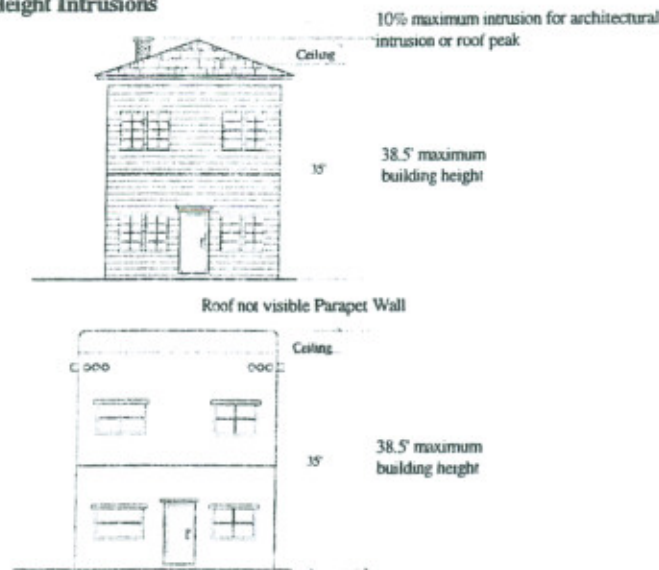 Height Intrusions
10% maximum intrusion for architectural
intrusion or roof peak
Ceiling
35'
38.5' maximum
building height
Roof not visible Parapet Wall
Ceiling
35'
38.5' maximum
building height